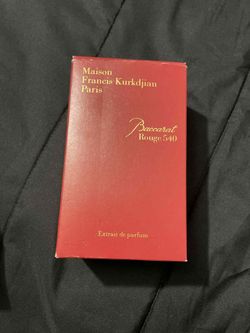 Maison
Francis Kurkdjian
Paris
Baccarat
Rouge 540
Extrait de parfum